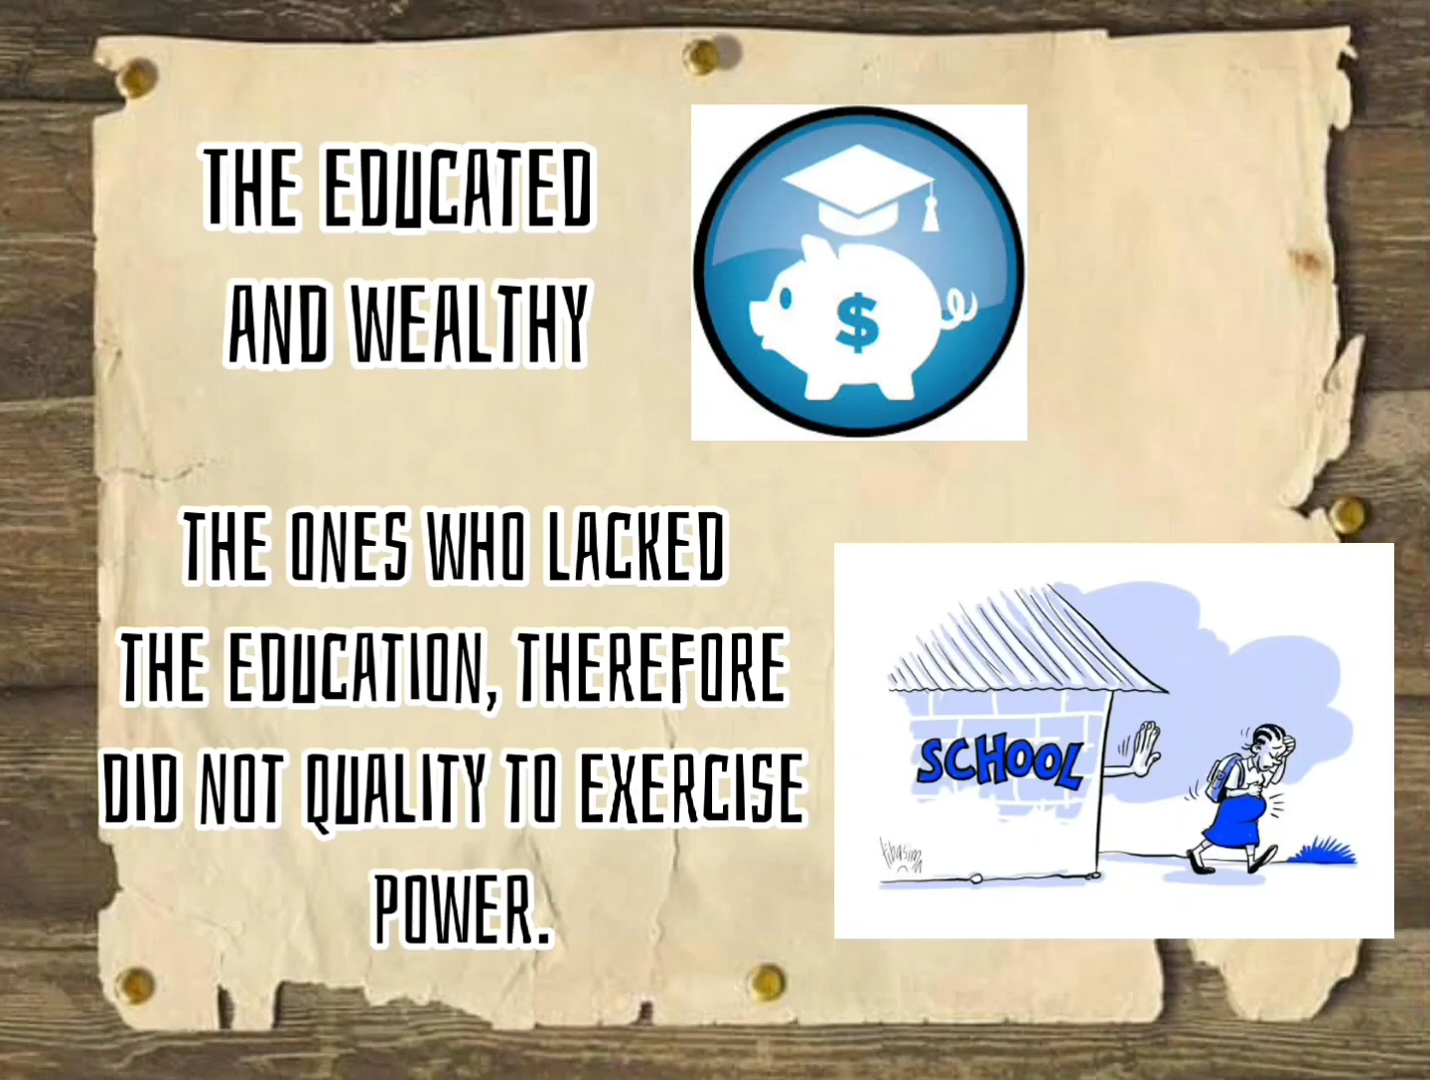 THE EDUCATED
AND WEALTHY
$
THE ONES WHO LACKED
THE EDUCATION, THEREFORE
DID NOT QUALITY TO EXERCISE
POWER.
SCHOOL